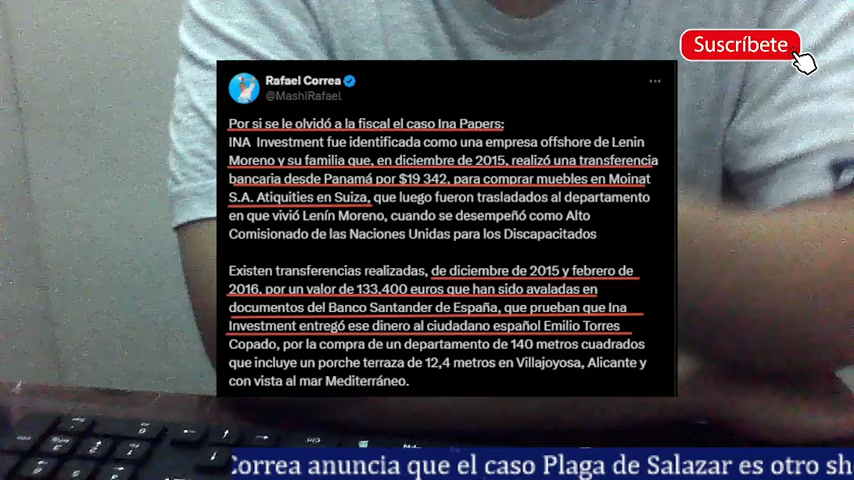 Suscríbete
Rafael Correa
@MashiRafael
Por si se le olvidó a la fiscal el caso Ina Papers:
INA Investment fue identificada como una empresa offshore de Lenin
Moreno y su familia que, en diciembre de 2015, realizó una transferencia
bancaria desde Panamá por $19 342, para comprar muebles en Moinat
S.A. Atiquities en Suiza, que luego fueron trasladados al departamento
en que vivió Lenín Moreno, cuando se desempeñó como Alto
Comisionado de las Naciones Unidas para los Discapacitados
Existen transferencias realizadas, de diciembre de 2015 y febrero de
2016, por un valor de 133,400 euros que han sido avaladas en
documentos del Banco Santander de España, que prueban que Ina
Investment entregó ese dinero al ciudadano español Emilio Torres
Copado, por la compra de un departamento de 140 metros cuadrados
que incluye un porche terraza de 12,4 metros en Villajoyosa, Alicante y
con vista al mar Mediterráneo.
Correa anuncia que el caso Plaga de Salazar es otro sh